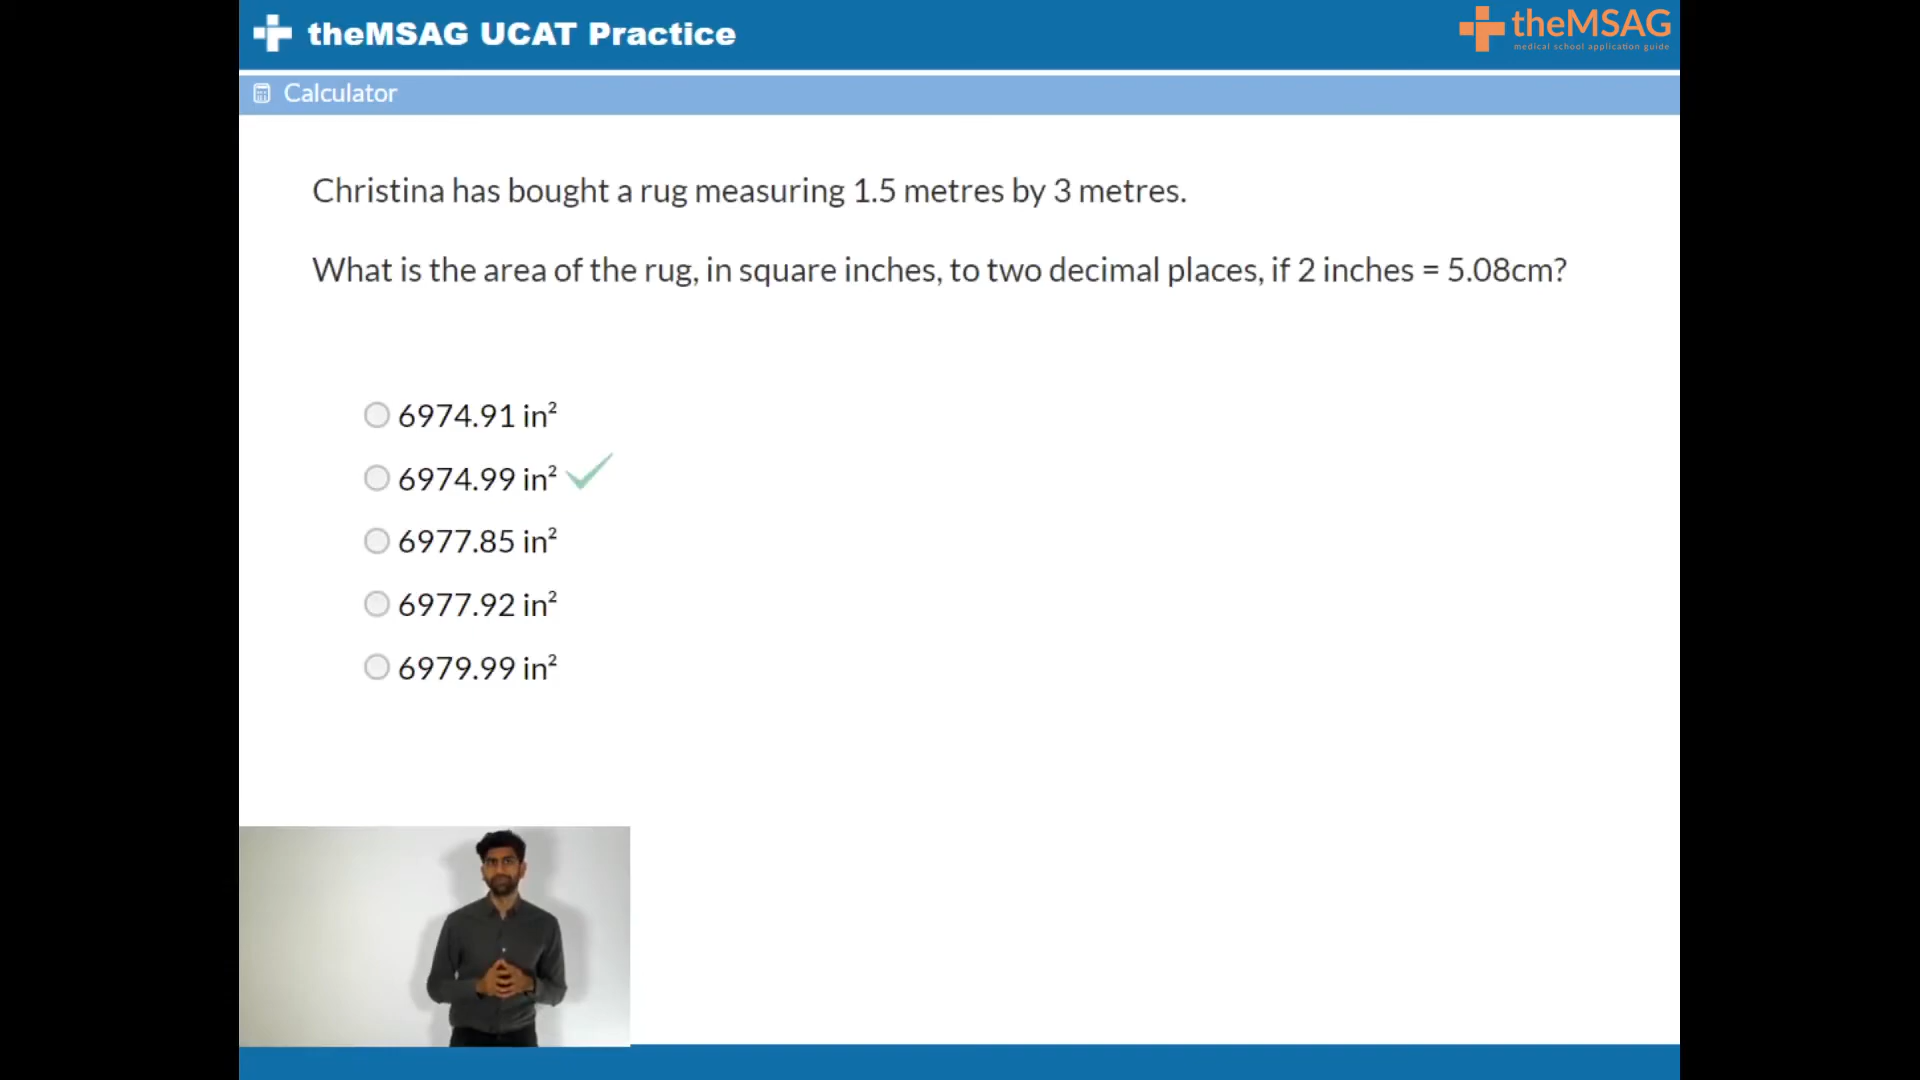 theMSAG UCAT Practice
theMSAG
medical school application guide
Calculator
Christina has bought a rug measuring 1.5 metres by 3 metres.
What is the area of the rug, in square inches, to two decimal places, if 2 inches = 5.08cm?
6974.91 in²
6974.99 in²
6977.85 in²
6977.92 in²
6979.99 in²